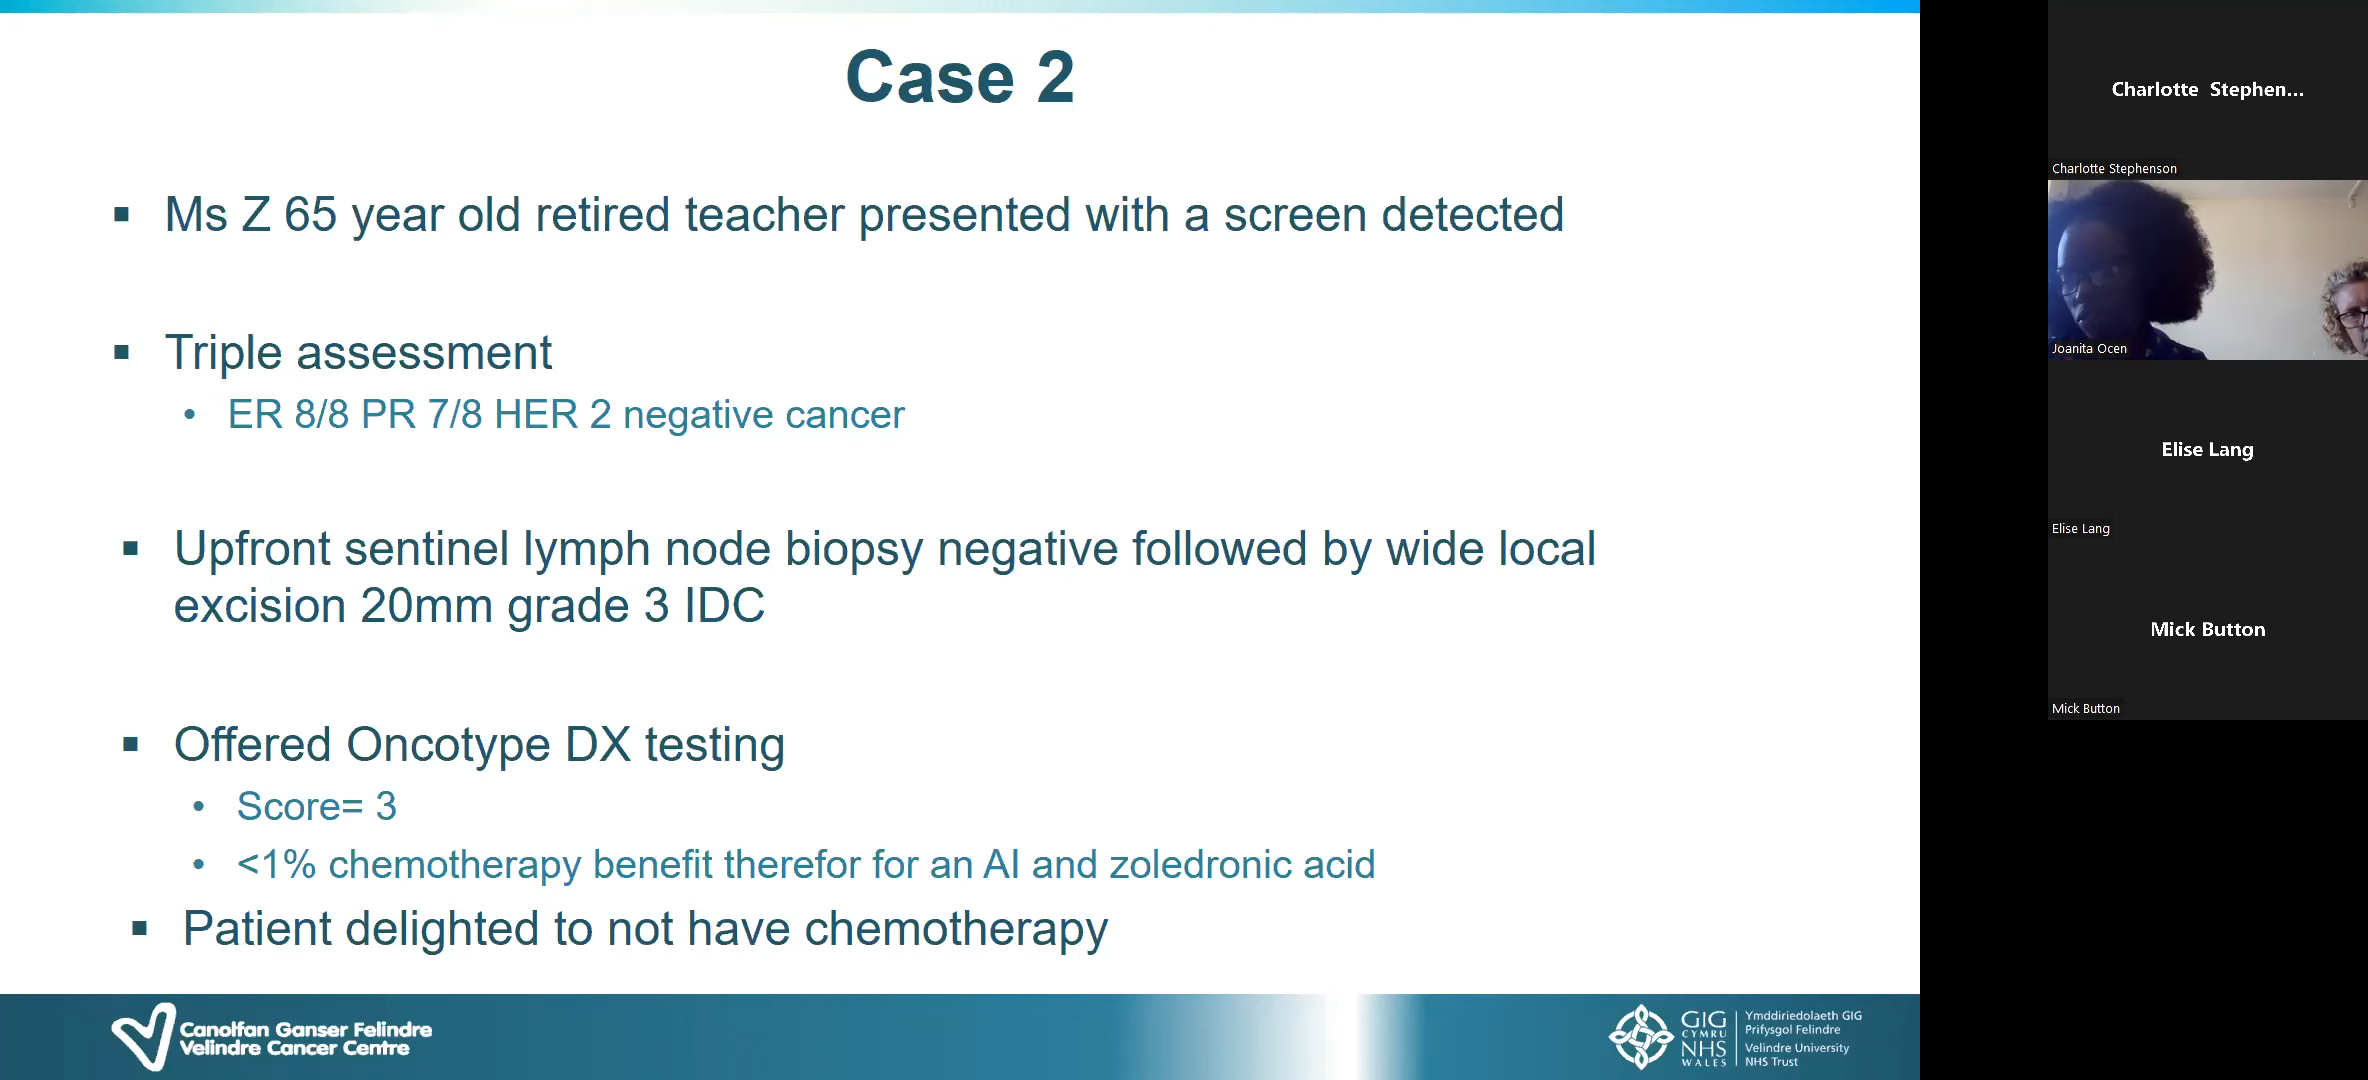 Case 2
Ms Z 65 year old retired teacher presented with a screen detected
Triple assessment
ER 8/8 PR 7/8 HER 2 negative cancer
Upfront sentinel lymph node biopsy negative followed by wide local
excision 20mm grade 3 IDC
Offered Oncotype DX testing
Score= 3
<1% chemotherapy benefit therefor for an AI and zoledronic acid
Patient delighted to not have chemotherapy
Canolfan Ganser Felindre
Velindre Cancer Centre
GIG
CYMRU
NHS
WALES
Ymddiriedolaeth GIG
Prifysgol Felindre
Velindre University
NHS Trust
Charlotte Stephen...
Charlotte Stephenson
Joanita Ocen
Elise Lang
Elise Lang
Mick Button
Mick Button